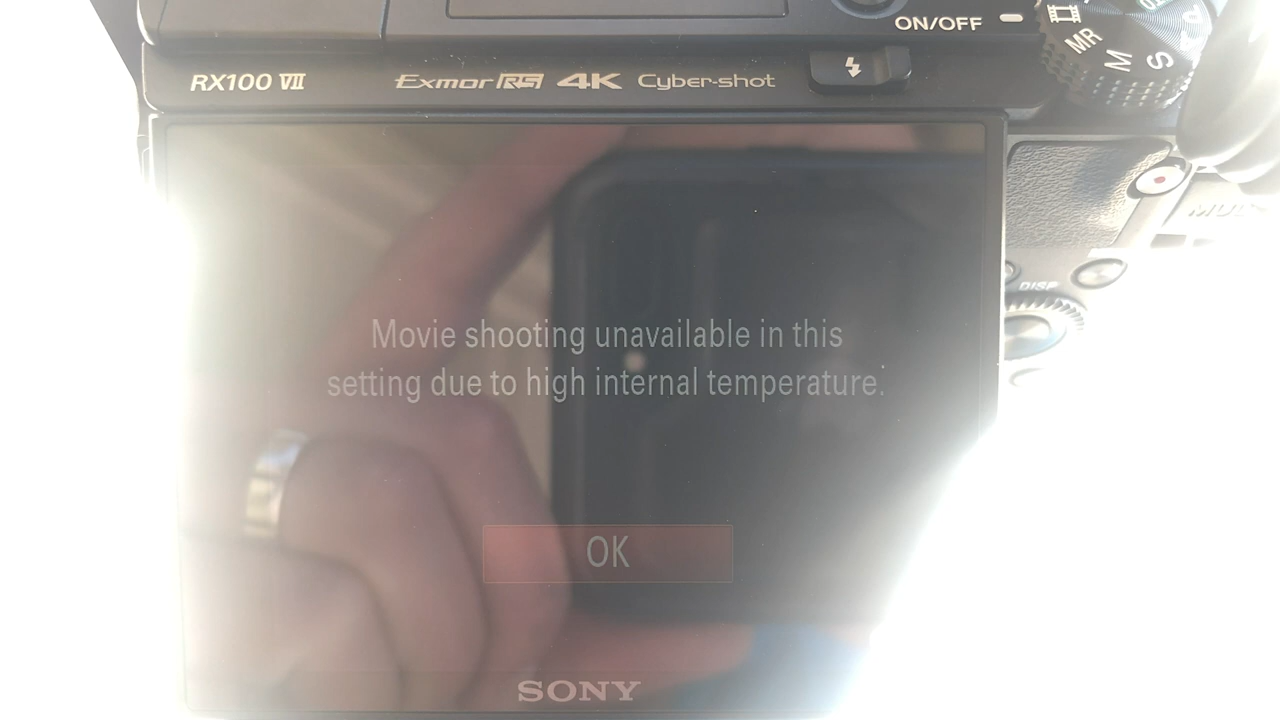 ON/OFF
RX100 VII Exmor RS 4K Cyber-shot
MR M S
Movie shooting unavailable in this
setting due to high internal temperature.
DISP
OK
SONY